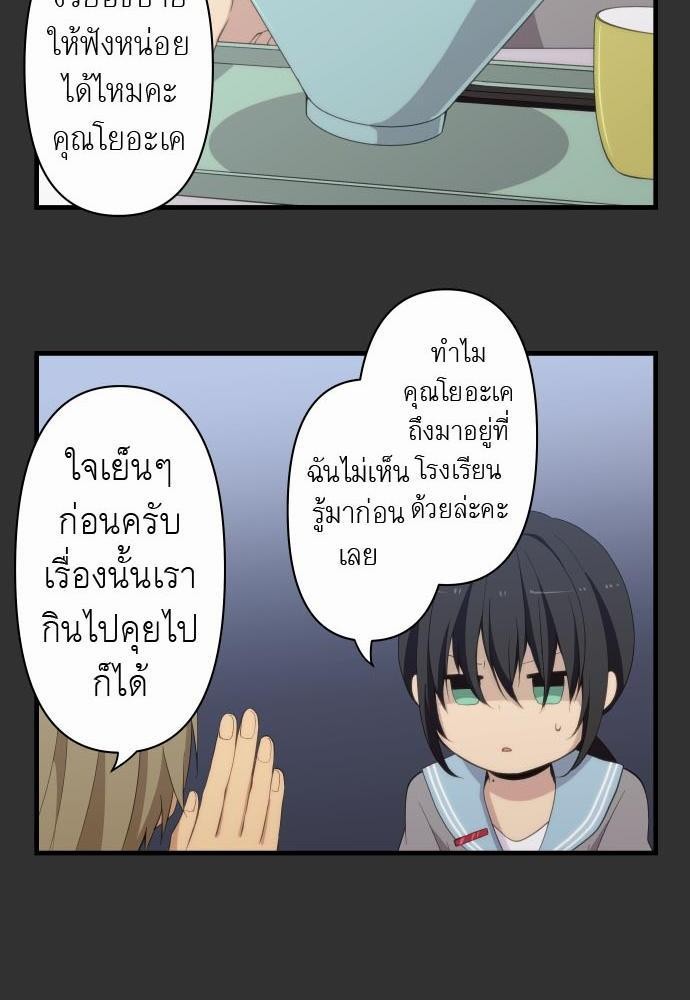 ให้ฟังหน่อย
ได้ไหมคะ
คุณโยอะเค
ทำไม
คุณโยอะเค
ถึงมาอยู่ที่
โรงเรียน
ด้วยล่ะคะ
ฉันไม่เห็น
รู้มาก่อน
เลย
ใจเย็นๆ
ก่อนครับ
เรื่องนั้นเรา
กินไปคุยไป
ก็ได้